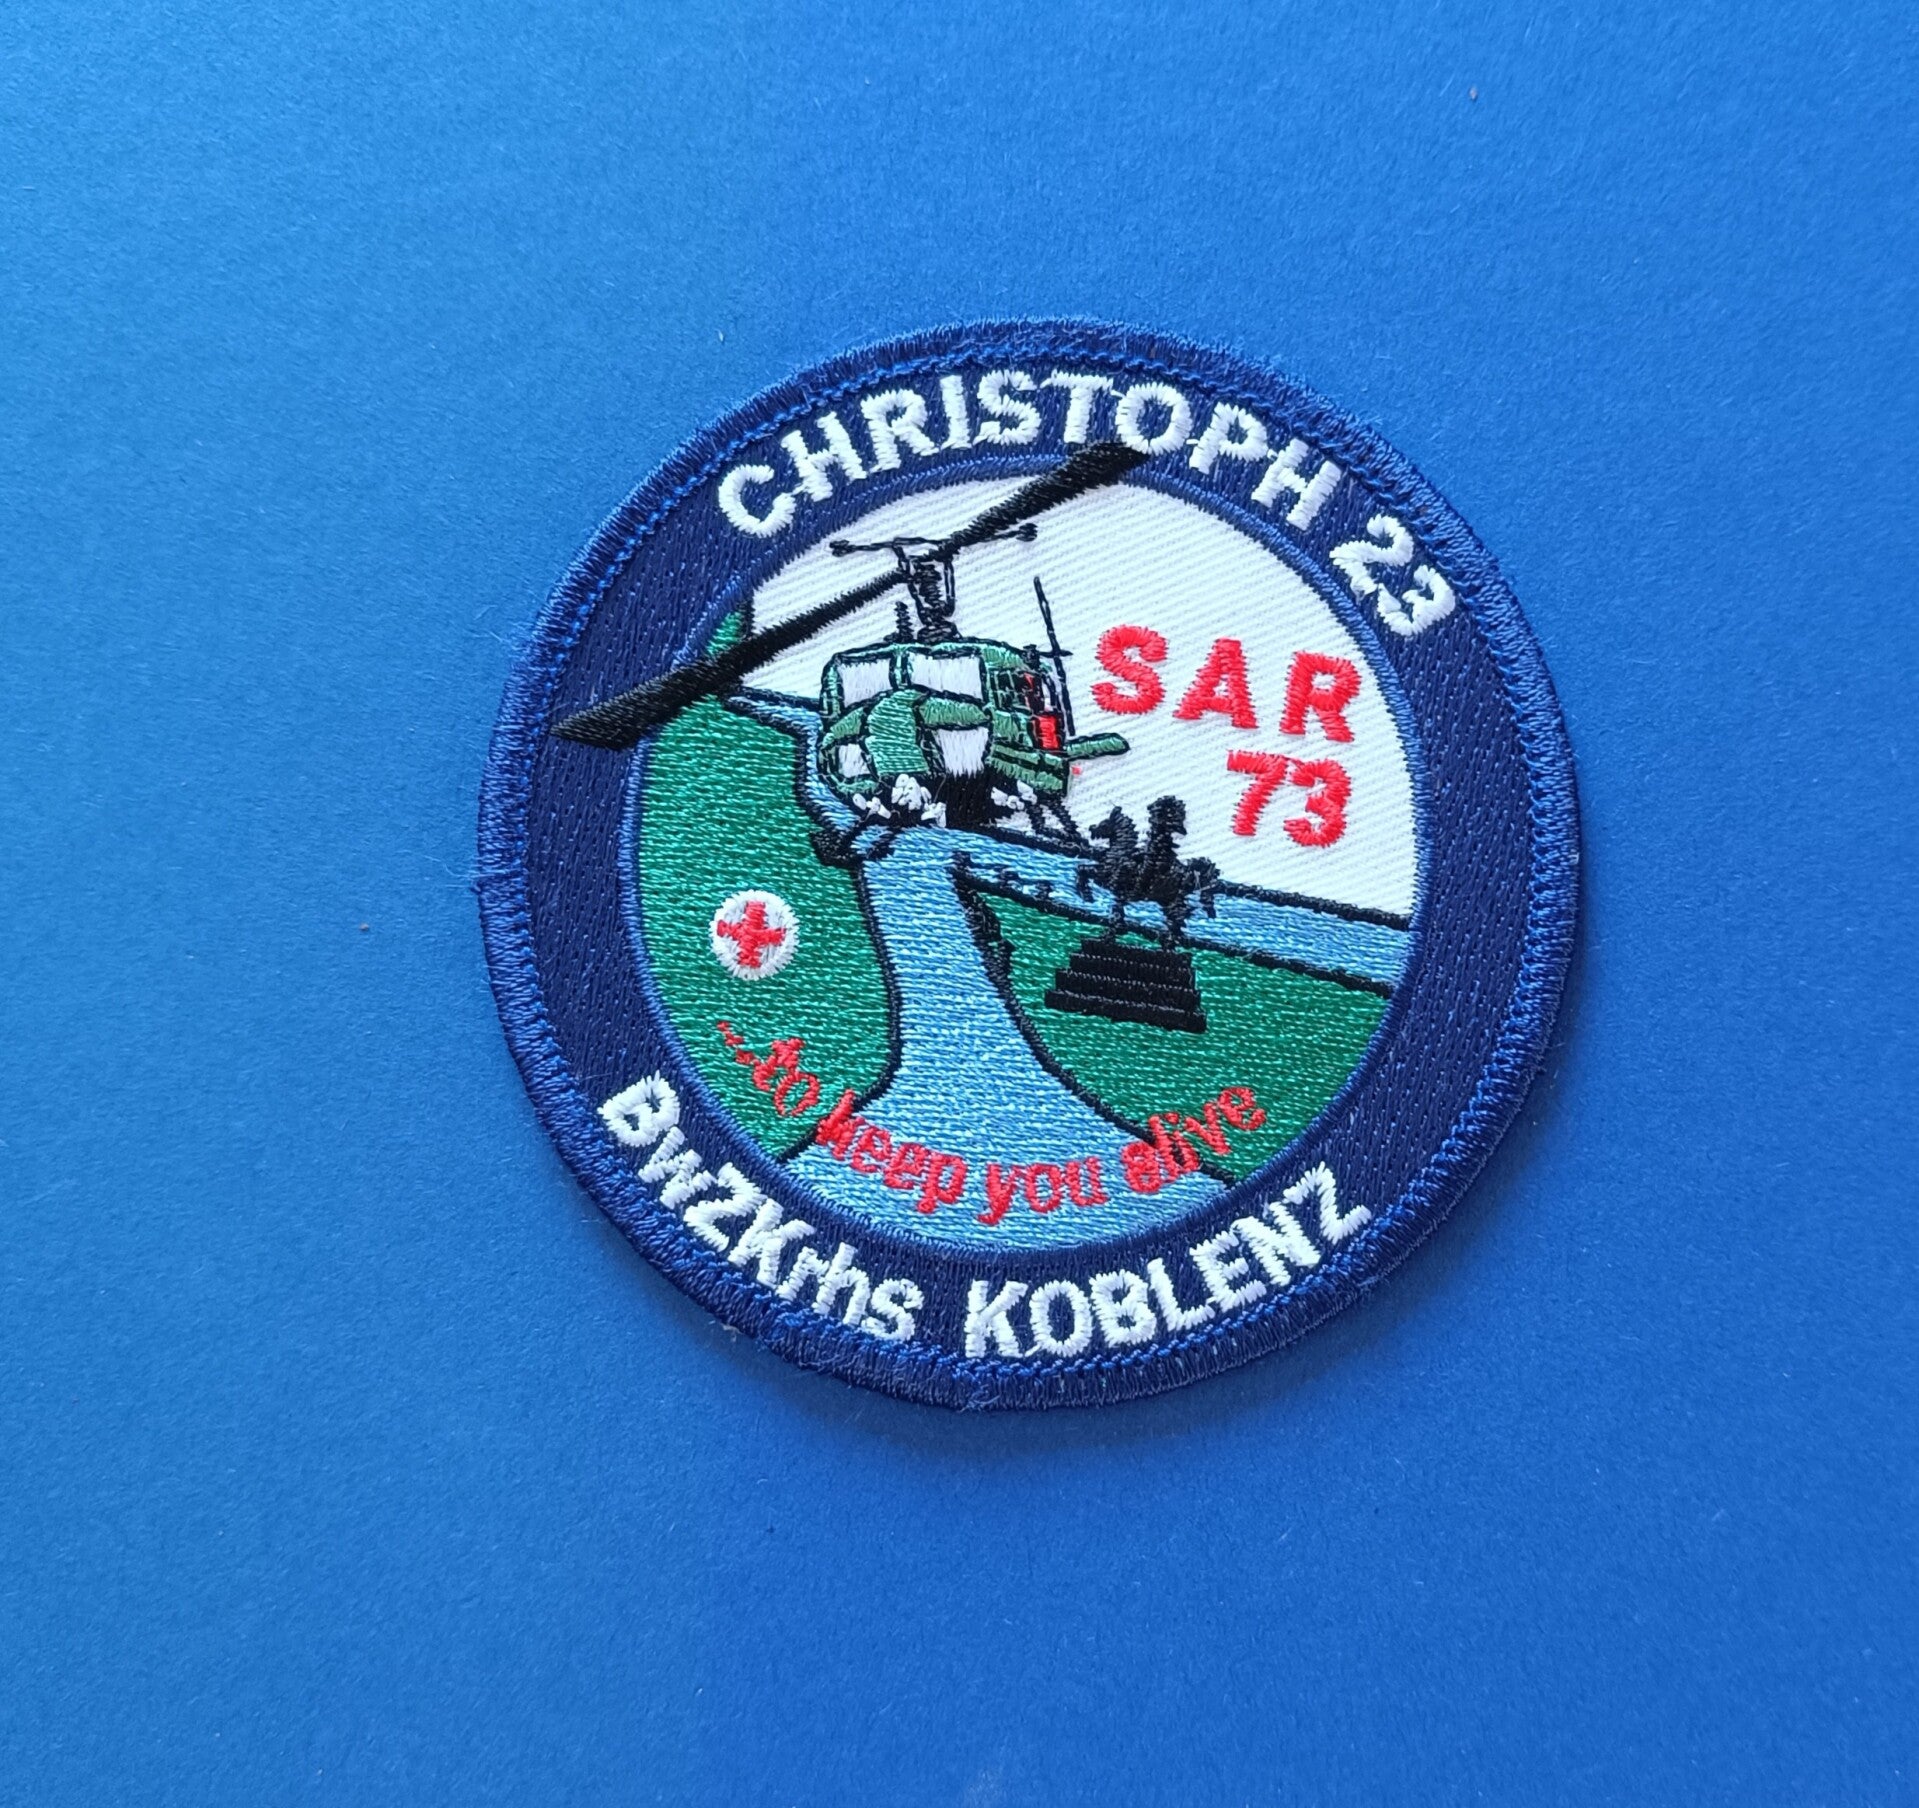 CHRISTOPH 23
SAR
73
...to keep you alive
BwZKrhs KOBLENZ